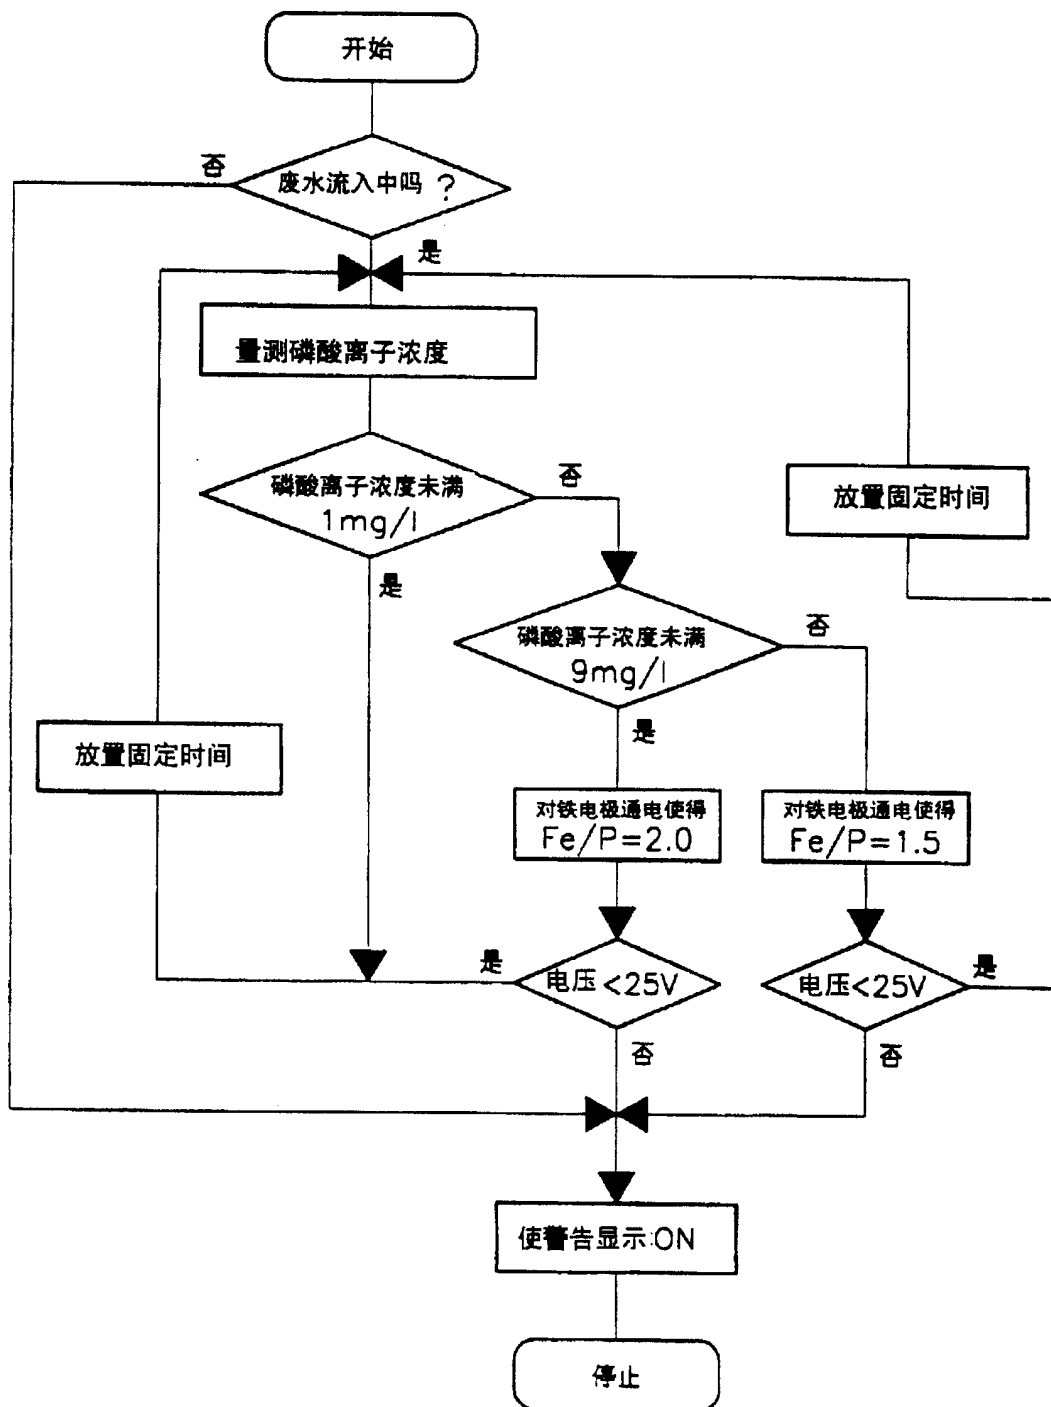 开始
否
废水流入中吗?
是
量测磷酸离子浓度
磷酸离子浓度未满
1mg/l
否
是
放置固定时间
磷酸离子浓度未满
9mg/l
否
是
放置固定时间
对铁电极通电使得
Fe/P=2.0
对铁电极通电使得
Fe/P=1.5
是
电压<25V
否
电压<25V
是
否
使警告显示:ON
停止